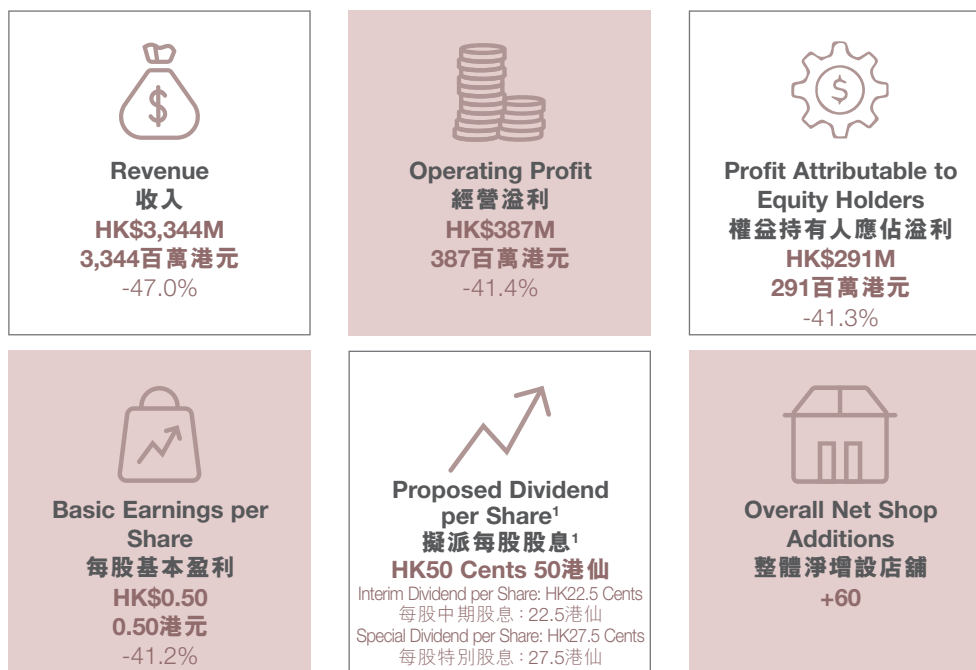 $
Revenue
收入
HK$3,344M
3,344百萬港元
-47.0%
Operating Profit
經營溢利
HK$387M
387百萬港元
-41.4%
$
Profit Attributable to
Equity Holders
權益持有人應佔溢利
HK$291M
291百萬港元
-41.3%
Basic Earnings per
Share
每股基本盈利
HK$0.50
0.50港元
-41.2%
Proposed Dividend
per Share¹
擬派每股股息¹
HK50 Cents 50港仙
Interim Dividend per Share: HK22.5 Cents
每股中期股息：22.5港仙
Special Dividend per Share: HK27.5 Cents
每股特別股息：27.5港仙
Overall Net Shop
Additions
整體淨增設店舖
+60